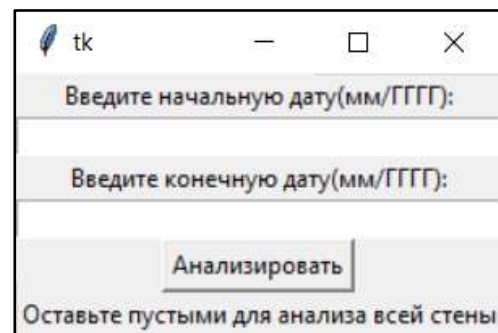 tk
Введите начальную дату(мм/ГГГГ):
Введите конечную дату(мм/ГГГГ):
Анализировать
Оставьте пустыми для анализа всей стены